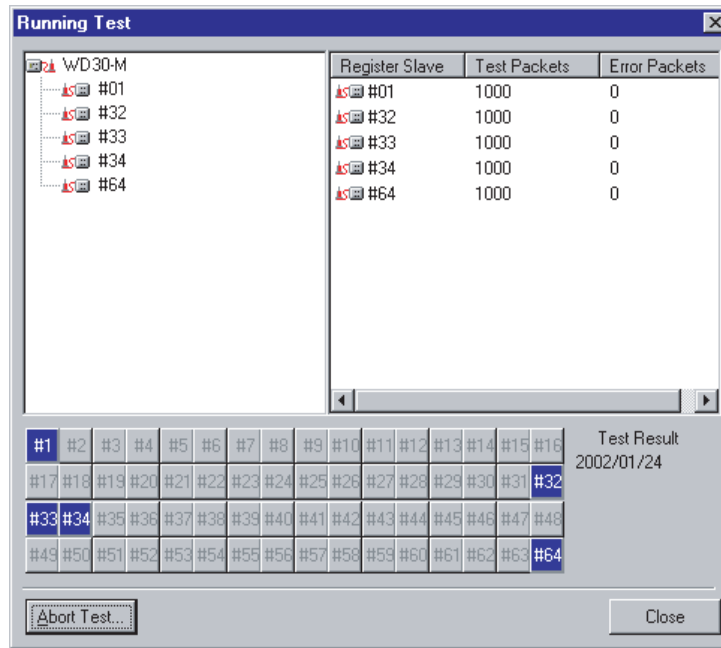 Running Test
WD30-M
#01
#32
#33
#34
#64
Register Slave Test Packets Error Packets
#01 1000 0
#32 1000 0
#33 1000 0
#34 1000 0
#64 1000 0
#1 #2 #3 #4 #5 #6 #7 #8 #9 #10 #11 #12 #13 #14 #15 #16
#17 #18 #19 #20 #21 #22 #23 #24 #25 #26 #27 #28 #29 #30 #31 #32
#33 #34 #35 #36 #37 #38 #39 #40 #41 #42 #43 #44 #45 #46 #47 #48
#49 #50 #51 #52 #53 #54 #55 #56 #57 #58 #59 #60 #61 #62 #63 #64
Test Result
2002/01/24
Abort Test...
Close